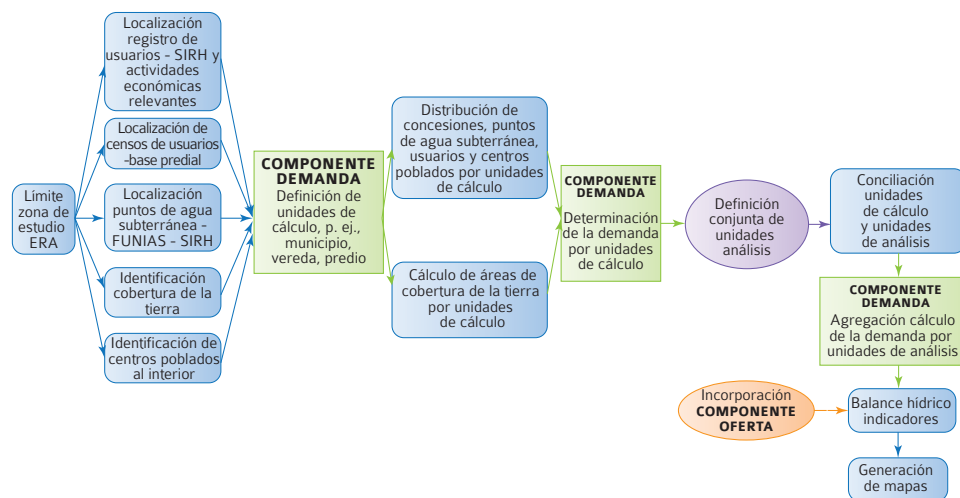 Límite
zona de
estudio
ERA
Localización
registro de
usuarios - SIRH y
actividades
económicas
relevantes
Localización de
censos de usuarios
-base predial
Localización
puntos de agua
subterránea -
FUNIAS - SIRH
Identificación
cobertura de la
tierra
Identificación de
centros poblados
al interior
COMPONENTE
DEMANDA
Definición de
unidades de
cálculo, p. ej.,
municipio,
vereda, predio
Distribución de
concesiones, puntos
de agua subterránea,
usuarios y centros
poblados por unidades
de cálculo
Cálculo de áreas de
cobertura de la tierra
por unidades
de cálculo
COMPONENTE
DEMANDA
Determinación
de la demanda
por unidades
de cálculo
Definición
conjunta de
unidades
análisis
Conciliación
unidades
de cálculo
y unidades
de análisis
COMPONENTE
DEMANDA
Agregación cálculo
de la demanda por
unidades de análisis
Incorporación
COMPONENTE
OFERTA
Balance hídrico
indicadores
Generación
de mapas